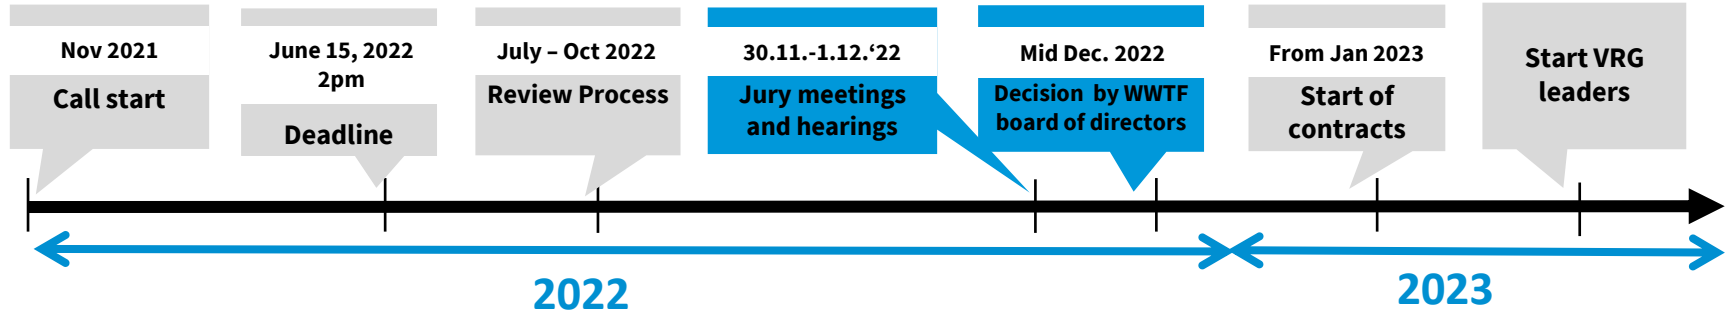 Nov 2021
Call start
June 15, 2022
2pm
Deadline
July – Oct 2022
Review Process
30.11.-1.12.‘22
Jury meetings
and hearings
Mid Dec. 2022
Decision by WWTF
board of directors
From Jan 2023
Start of
contracts
Start VRG
leaders
2022
2023